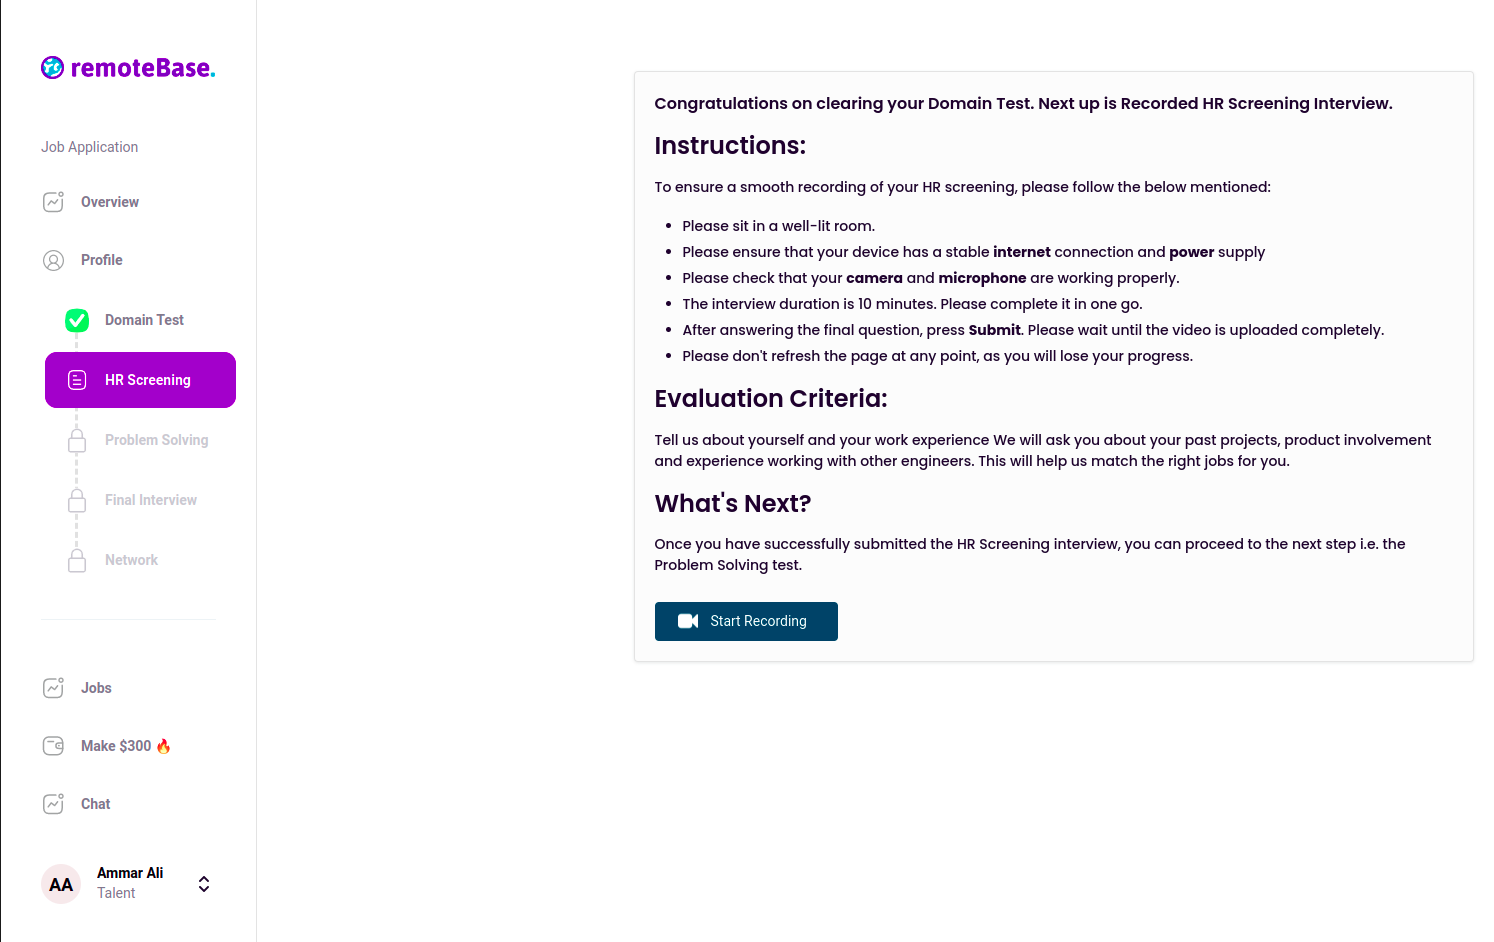 remoteBase.
Job Application
Overview
Profile
Domain Test
HR Screening
Problem Solving
Final Interview
Network
Jobs
Make $300 🔥
Chat
AA
Ammar Ali
Talent
Congratulations on clearing your Domain Test. Next up is Recorded HR Screening Interview.
Instructions:
To ensure a smooth recording of your HR screening, please follow the below mentioned:
• Please sit in a well-lit room.
• Please ensure that your device has a stable internet connection and power supply
• Please check that your camera and microphone are working properly.
• The interview duration is 10 minutes. Please complete it in one go.
• After answering the final question, press Submit. Please wait until the video is uploaded completely.
• Please don't refresh the page at any point, as you will lose your progress.
Evaluation Criteria:
Tell us about yourself and your work experience We will ask you about your past projects, product involvement
and experience working with other engineers. This will help us match the right jobs for you.
What's Next?
Once you have successfully submitted the HR Screening interview, you can proceed to the next step i.e. the
Problem Solving test.
Start Recording